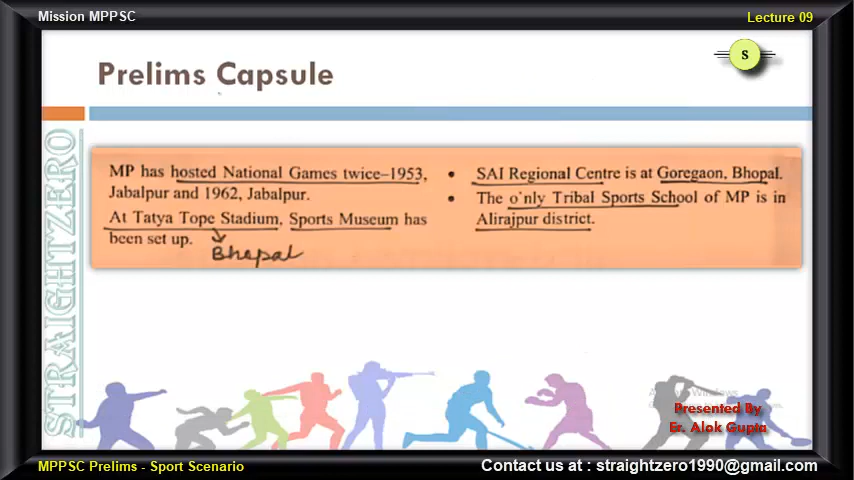 Mission MPPSC
Lecture 09
Prelims Capsule
S
STRAIGHTZERO
MP has hosted National Games twice–1953,
Jabalpur and 1962, Jabalpur.
At Tatya Tope Stadium, Sports Museum has
been set up.
Bhopal
• SAI Regional Centre is at Goregaon, Bhopal.
• The only Tribal Sports School of MP is in
Alirajpur district.
Presented By
Er. Alok Gupta
MPPSC Prelims - Sport Scenario
Contact us at : straightzero1990@gmail.com